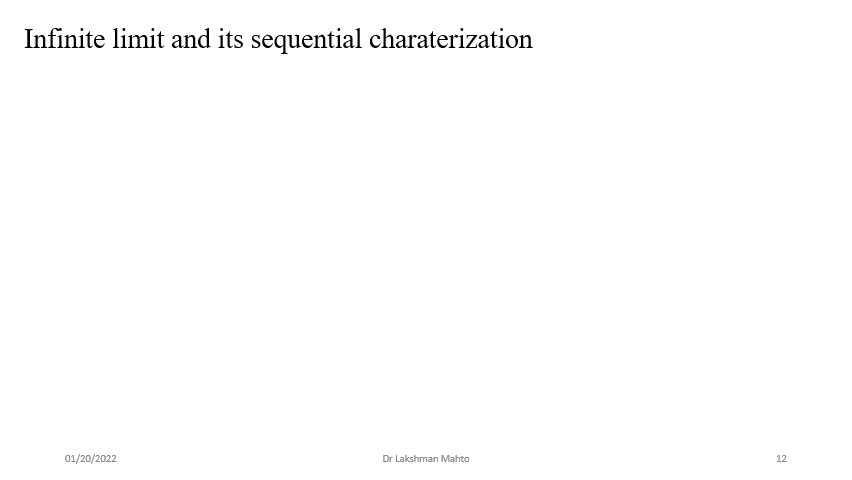 Infinite limit and its sequential charaterization
01/20/2022
Dr Lakshman Mahto
12